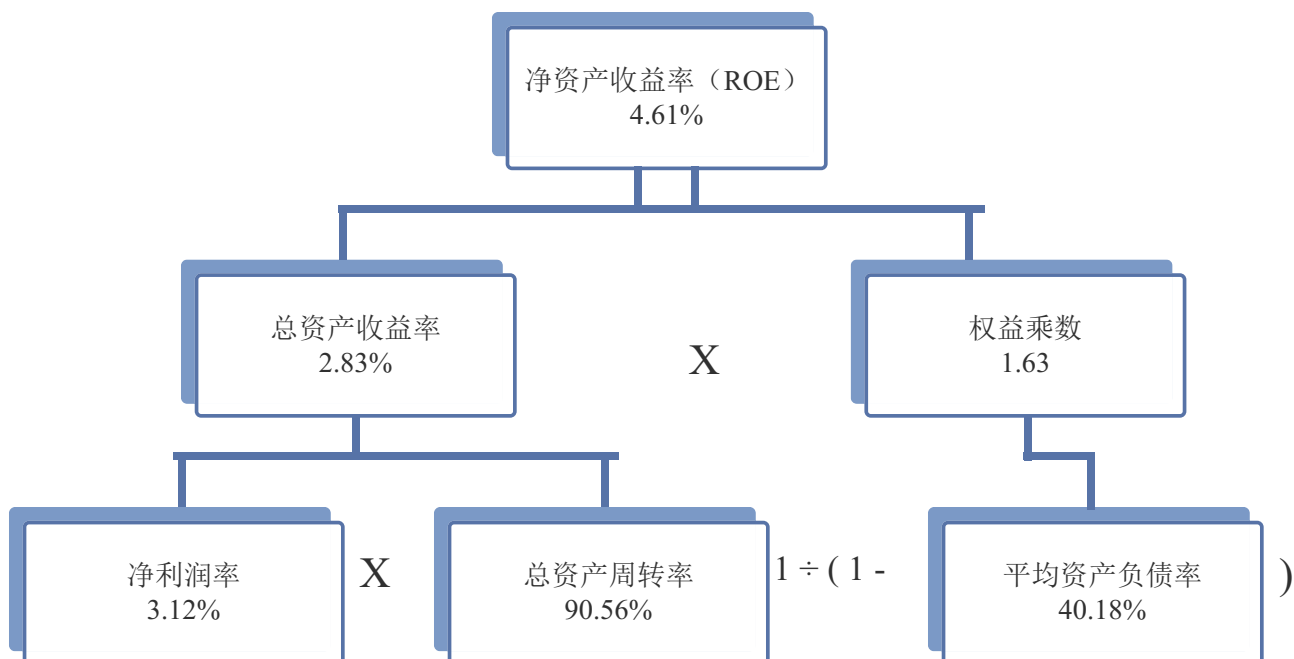 净资产收益率（ROE）
4.61%
总资产收益率
2.83%
X
权益乘数
1.63
净利润率
3.12%
X
总资产周转率
90.56%
1 ÷ ( 1 -
平均资产负债率
40.18%
)